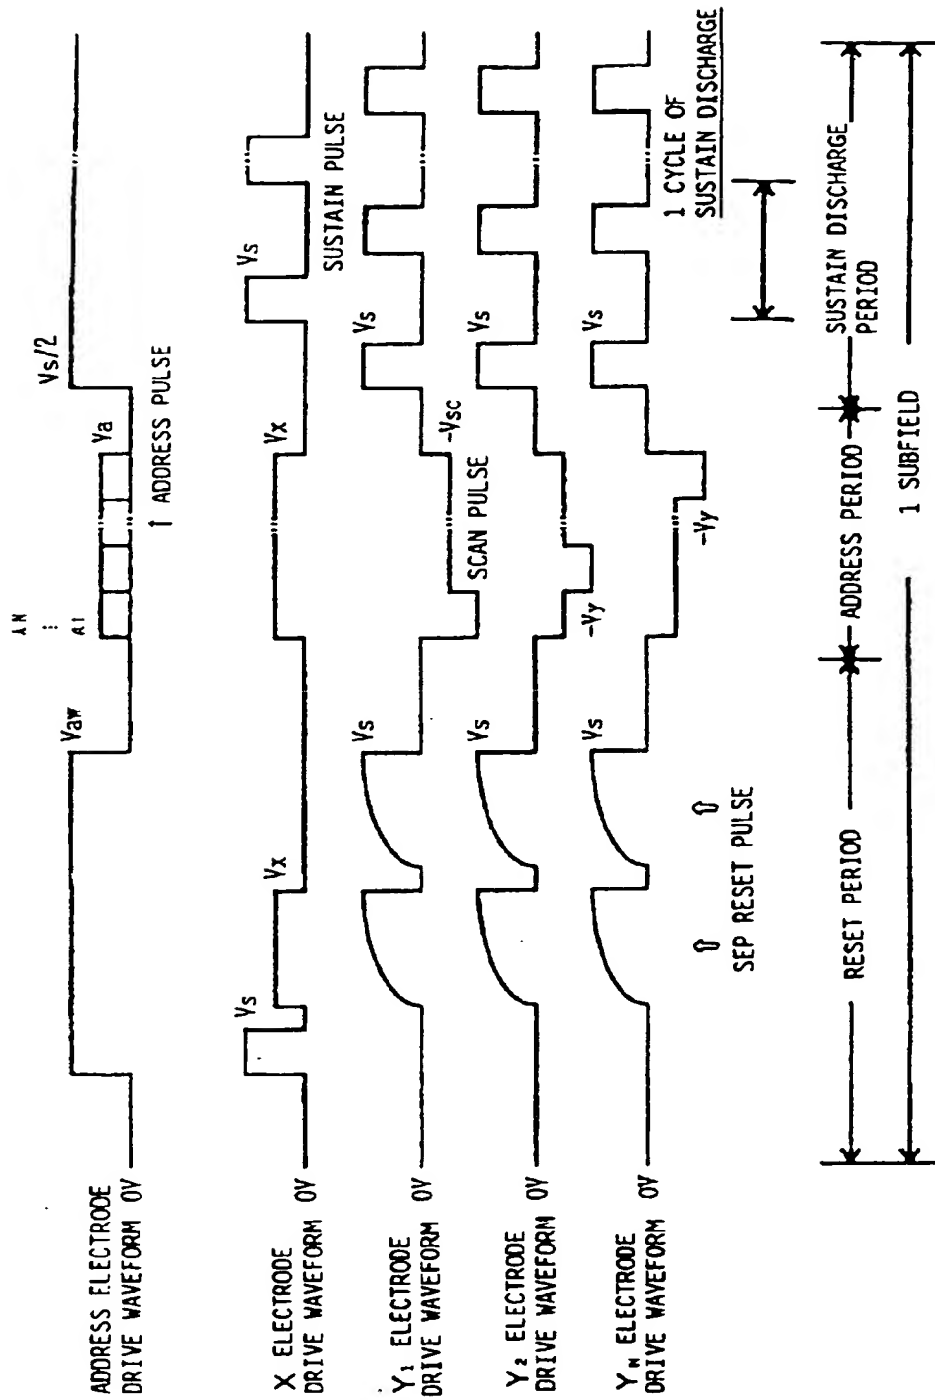 ADDRESS ELECTRODE
DRIVE WAVEFORM 0V
Vaw
AN
⋮
A1
Va
Vs/2
↑ ADDRESS PULSE
X ELECTRODE
DRIVE WAVEFORM 0V
Vs
Vx
Vx
Vs
SUSTAIN PULSE
Y1 ELECTRODE
DRIVE WAVEFORM 0V
Vs
-Vsc
Vs
SCAN PULSE
Y2 ELECTRODE
DRIVE WAVEFORM 0V
Vs
-Vy
Vs
YN ELECTRODE
DRIVE WAVEFORM 0V
Vs
-Vy
Vs
1 CYCLE OF
SUSTAIN DISCHARGE
SEP RESET PULSE
RESET PERIOD
ADDRESS PERIOD
SUSTAIN DISCHARGE
PERIOD
1 SUBFIELD